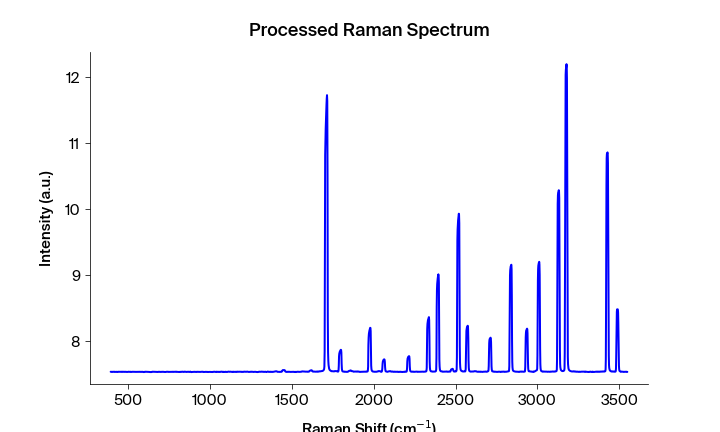 Processed Raman Spectrum
12
11
10
9
8
Intensity (a.u.)
500 1000 1500 2000 2500 3000 3500
Raman Shift (cm⁻¹)